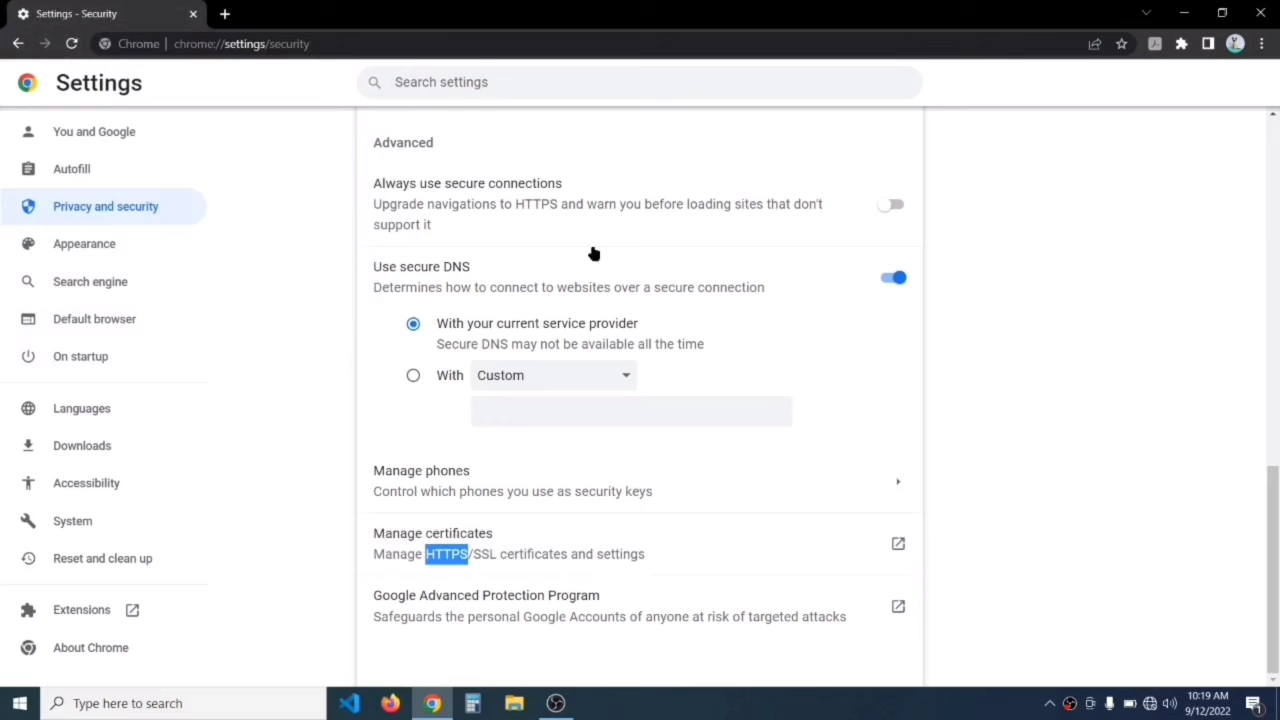 Settings - Security
Chrome | chrome://settings/security
Settings
Search settings
You and Google
Autofill
Privacy and security
Appearance
Search engine
Default browser
On startup
Languages
Downloads
Accessibility
System
Reset and clean up
Extensions
About Chrome
Advanced
Always use secure connections
Upgrade navigations to HTTPS and warn you before loading sites that don't
support it
Use secure DNS
Determines how to connect to websites over a secure connection
With your current service provider
Secure DNS may not be available all the time
With Custom
Manage phones
Control which phones you use as security keys
Manage certificates
Manage HTTPS/SSL certificates and settings
Google Advanced Protection Program
Safeguards the personal Google Accounts of anyone at risk of targeted attacks
Type here to search
10:19 AM
9/12/2022
1